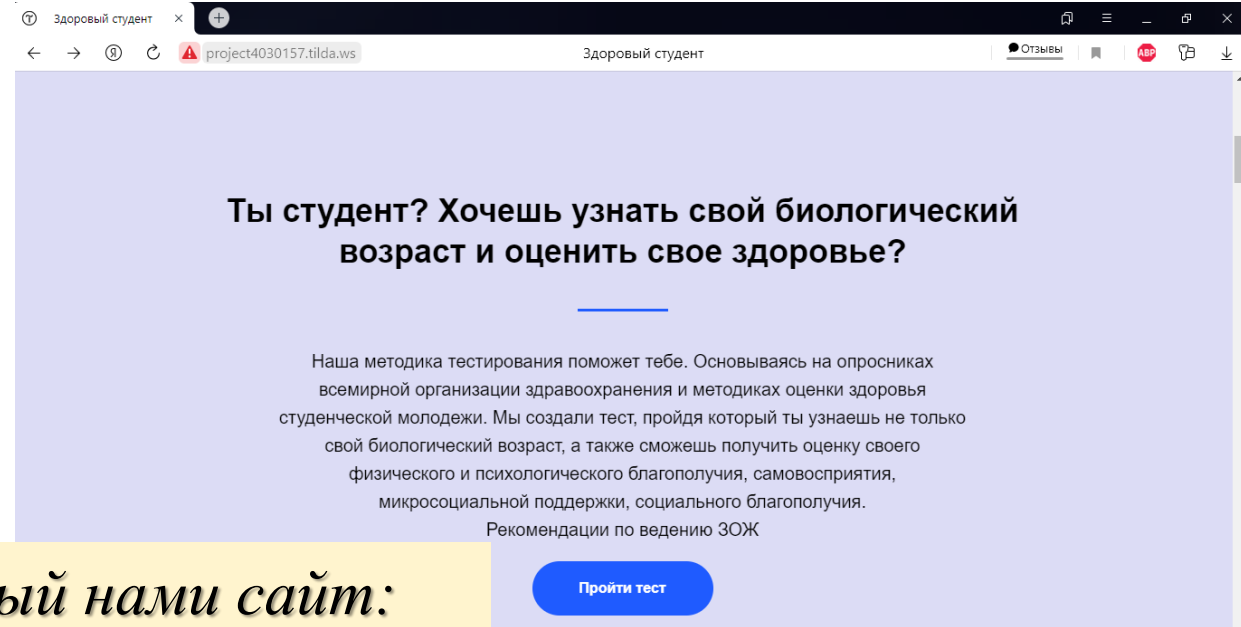 Здоровый студент
project4030157.tilda.ws
Здоровый студент
Отзывы
ABP
Ты студент? Хочешь узнать свой биологический
возраст и оценить свое здоровье?
Наша методика тестирования поможет тебе. Основываясь на опросниках
всемирной организации здравоохранения и методиках оценки здоровья
студенческой молодежи. Мы создали тест, пройдя который ты узнаешь не только
свой биологический возраст, а также сможешь получить оценку своего
физического и психологического благополучия, самовосприятия,
микросоциальной поддержки, социального благополучия.
Рекомендации по ведению ЗОЖ
Пройти тест
ый нами сайт: